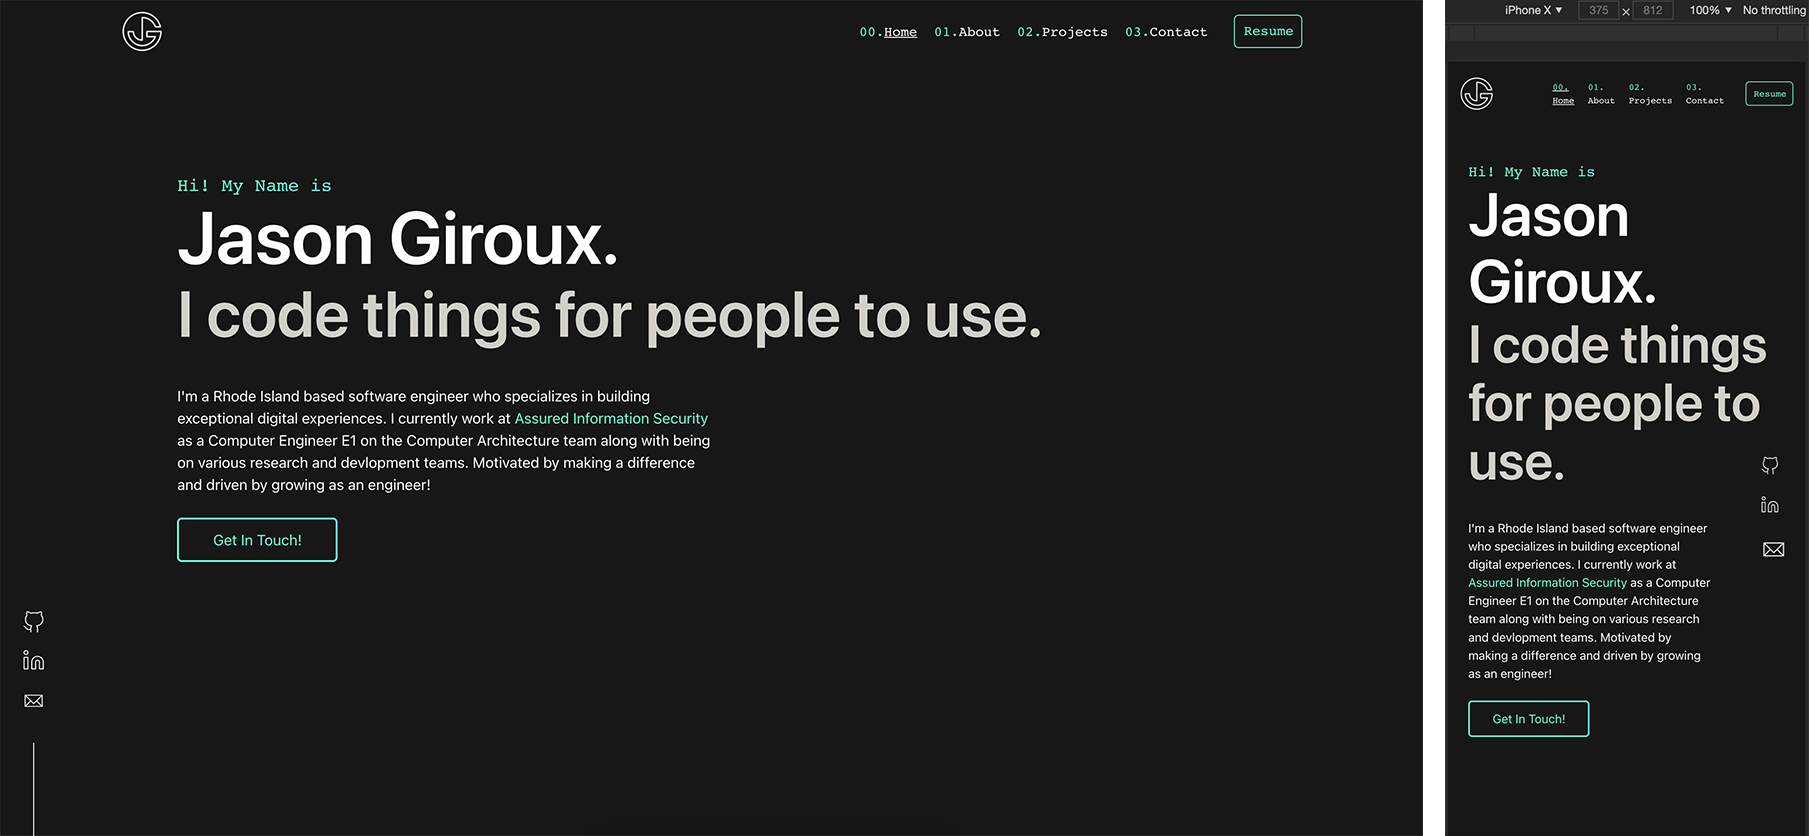 00.Home 01.About 02.Projects 03.Contact Resume
Hi! My Name is
Jason Giroux.
I code things for people to use.
I'm a Rhode Island based software engineer who specializes in building
exceptional digital experiences. I currently work at Assured Information Security
as a Computer Engineer E1 on the Computer Architecture team along with being
on various research and devlopment teams. Motivated by making a difference
and driven by growing as an engineer!
Get In Touch!
iPhone X ▼ 375 x 812 100% ▼ No throttling
00. 01. 02. 03.
Home About Projects Contact Resume
Hi! My Name is
Jason
Giroux.
I code things
for people to
use.
I'm a Rhode Island based software engineer
who specializes in building exceptional
digital experiences. I currently work at
Assured Information Security as a Computer
Engineer E1 on the Computer Architecture
team along with being on various research
and devlopment teams. Motivated by
making a difference and driven by growing
as an engineer!
Get In Touch!